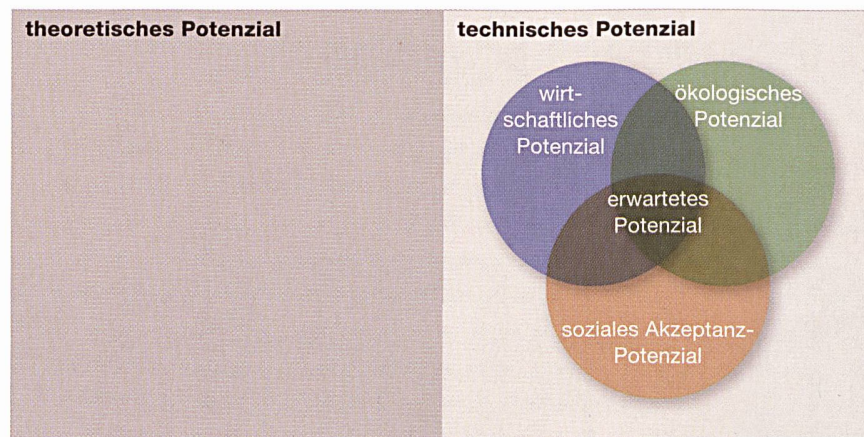 theoretisches Potenzial
technisches Potenzial
wirt-
schaftliches
Potenzial
ökologisches
Potenzial
erwartetes
Potenzial
soziales Akzeptanz-
Potenzial